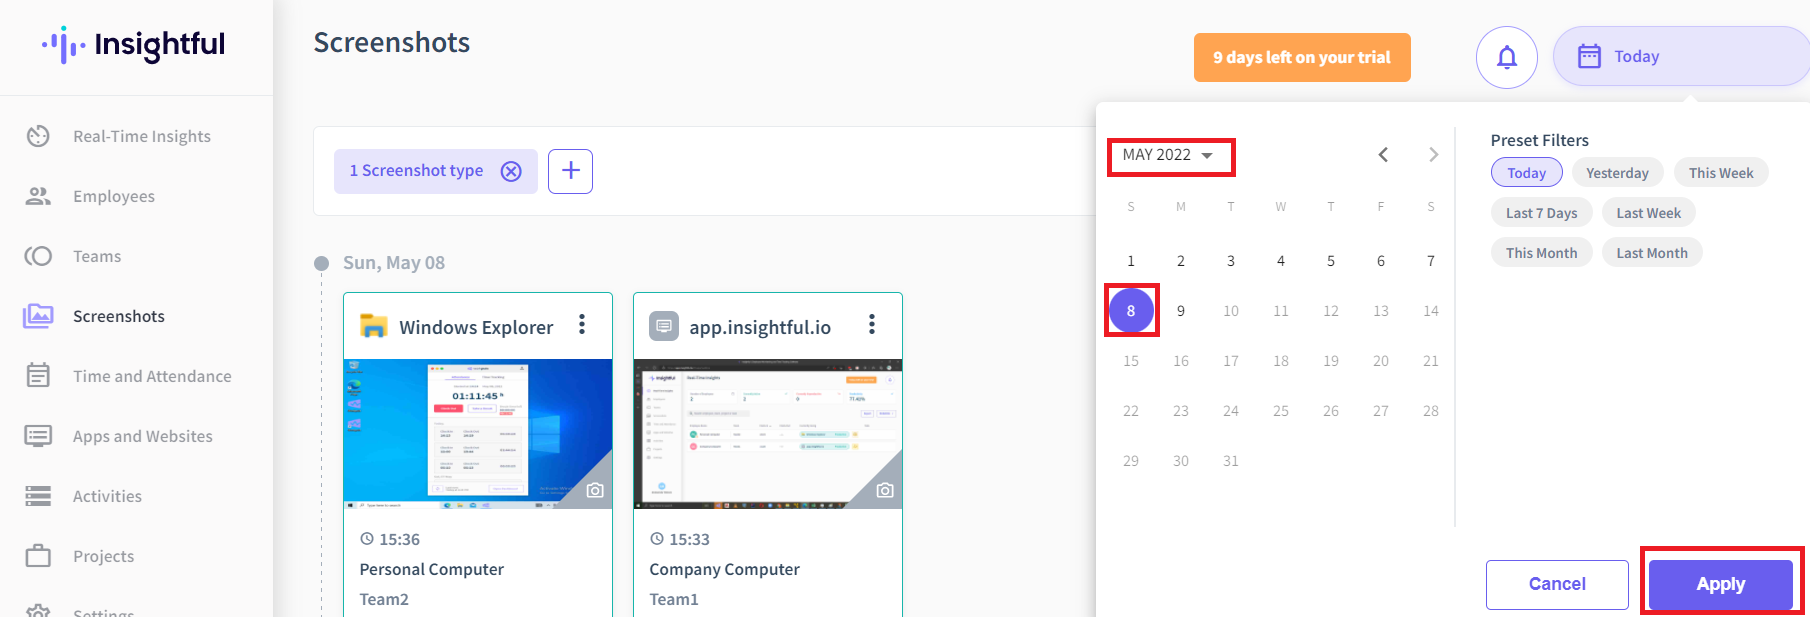 Insightful
Real-Time Insights
Employees
Teams
Screenshots
Time and Attendance
Apps and Websites
Activities
Projects
Settings
Screenshots
9 days left on your trial
Today
1 Screenshot type
Sun, May 08
Windows Explorer
01:11:45
15:36
Personal Computer
Team2
app.insightful.io
15:33
Company Computer
Team1
MAY 2022
S M T W T F S
1 2 3 4 5 6 7
8 9 10 11 12 13 14
15 16 17 18 19 20 21
22 23 24 25 26 27 28
29 30 31
Preset Filters
Today Yesterday This Week
Last 7 Days Last Week
This Month Last Month
Cancel Apply